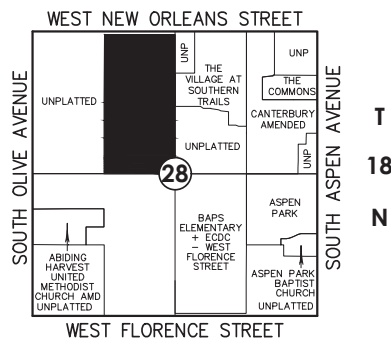 WEST NEW ORLEANS STREET
SOUTH OLIVE AVENUE
UNPLATTED
UNP
THE
VILLAGE AT
SOUTHERN
TRAILS
UNPLATTED
UNP
THE
COMMONS
CANTERBURY
AMENDED
UNP
SOUTH ASPEN AVENUE
T
18
N
28
ABIDING
HARVEST
UNITED
METHODIST
CHURCH AMD
UNPLATTED
BAPS
ELEMENTARY
+ ECDC
- WEST
FLORENCE
STREET
ASPEN
PARK
ASPEN PARK
BAPTIST
CHURCH
UNPLATTED
WEST FLORENCE STREET